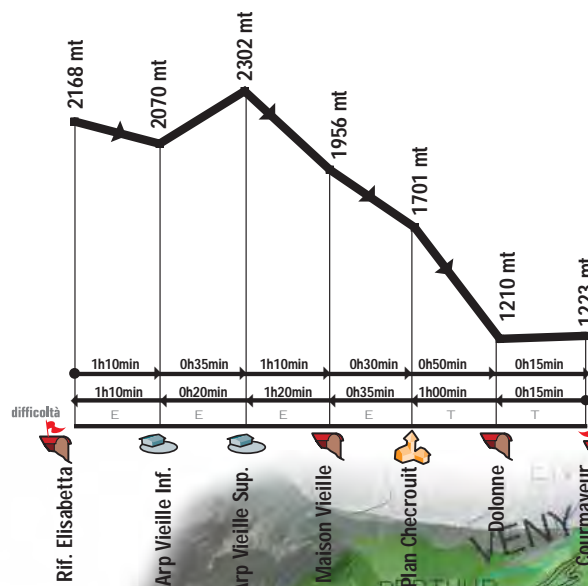 2168 mt
2070 mt
2302 mt
1956 mt
1701 mt
1210 mt
1223 mt
1h10min 0h35min 1h10min 0h30min 0h50min 0h15min
1h10min 0h20min 1h20min 0h35min 1h00min 0h15min
difficoltà E E E E T T
Rif. Elisabetta
Arp Vieille Inf.
Arp Vieille Sup.
Maison Vieille
Plan Checrouit
Dolonne
Courmayeur
VENY